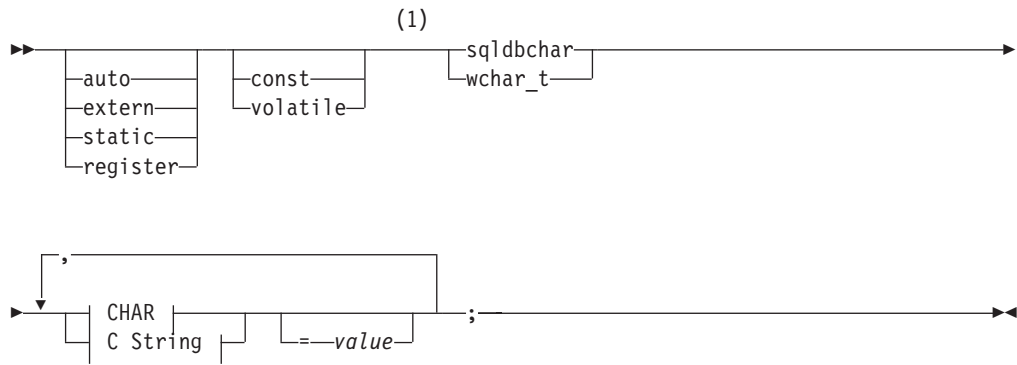 (1)
sqldbchar
auto const wchar_t
extern volatile
static
register
,
CHAR ;
C String = value